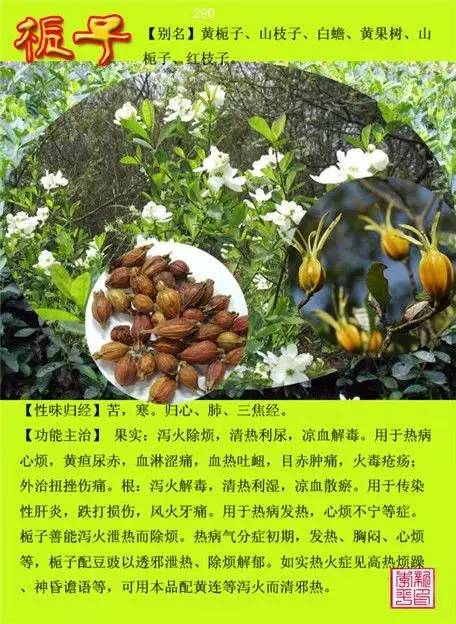 290
栀子
【别名】黄栀子、山枝子、白蟾、黄果树、山
栀子、红枝子。
【性味归经】苦，寒。归心、肺、三焦经。
【功能主治】 果实：泻火除烦，清热利尿，凉血解毒。用于热病
心烦，黄疸尿赤，血淋涩痛，血热吐衄，目赤肿痛，火毒疮疡；
外治扭挫伤痛。根：泻火解毒，清热利湿，凉血散瘀。用于传染
性肝炎，跌打损伤，风火牙痛。用于热病发热，心烦不宁等症。
栀子善能泻火泄热而除烦。热病气分症初期，发热、胸闷、心烦
等，栀子配豆豉以透邪泄热、除烦解郁。如实热火症见高热烦躁
、神昏谵语等，可用本品配黄连等泻火而清邪热。